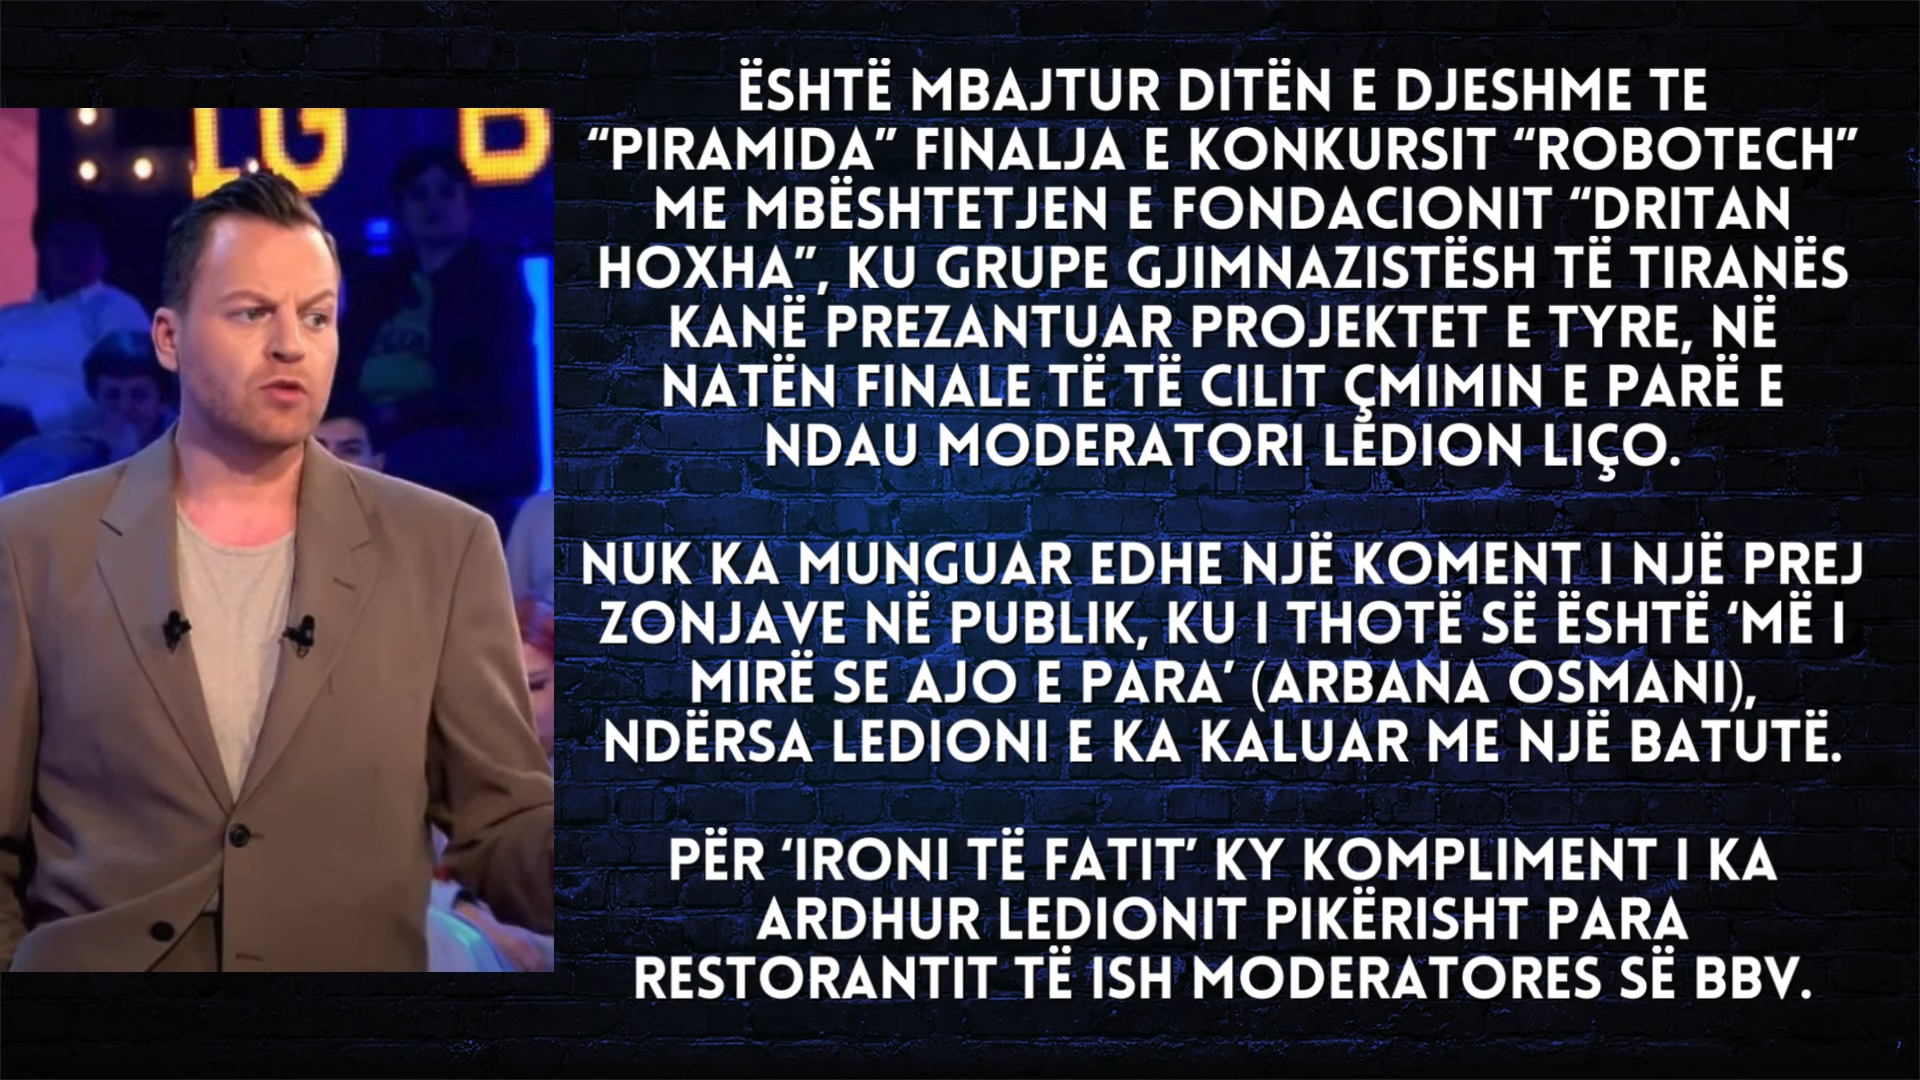 LG B
ËSHTË MBAJTUR DITËN E DJESHME TE
“PIRAMIDA” FINALJA E KONKURSIT “ROBOTECH”
ME MBËSHTETJEN E FONDACIONIT “DRITAN
HOXHA”, KU GRUPE GJIMNAZISTËSH TË TIRANËS
KANË PREZANTUAR PROJEKTET E TYRE, NË
NATËN FINALE TË TË CILIT ÇMIMIN E PARË E
NDAU MODERATORI LEDION LIÇO.
NUK KA MUNGUAR EDHE NJË KOMENT I NJË PREJ
ZONJAVE NË PUBLIK, KU I THOTË SË ËSHTË ‘MË I
MIRË SE AJO E PARA’ (ARBANA OSMANI),
NDËRSA LEDIONI E KA KALUAR ME NJË BATUTË.
PËR ‘IRONI TË FATIT’ KY KOMPLIMENT I KA
ARDHUR LEDIONIT PIKËRISHT PARA
RESTORANTIT TË ISH MODERATORES SË BBV.